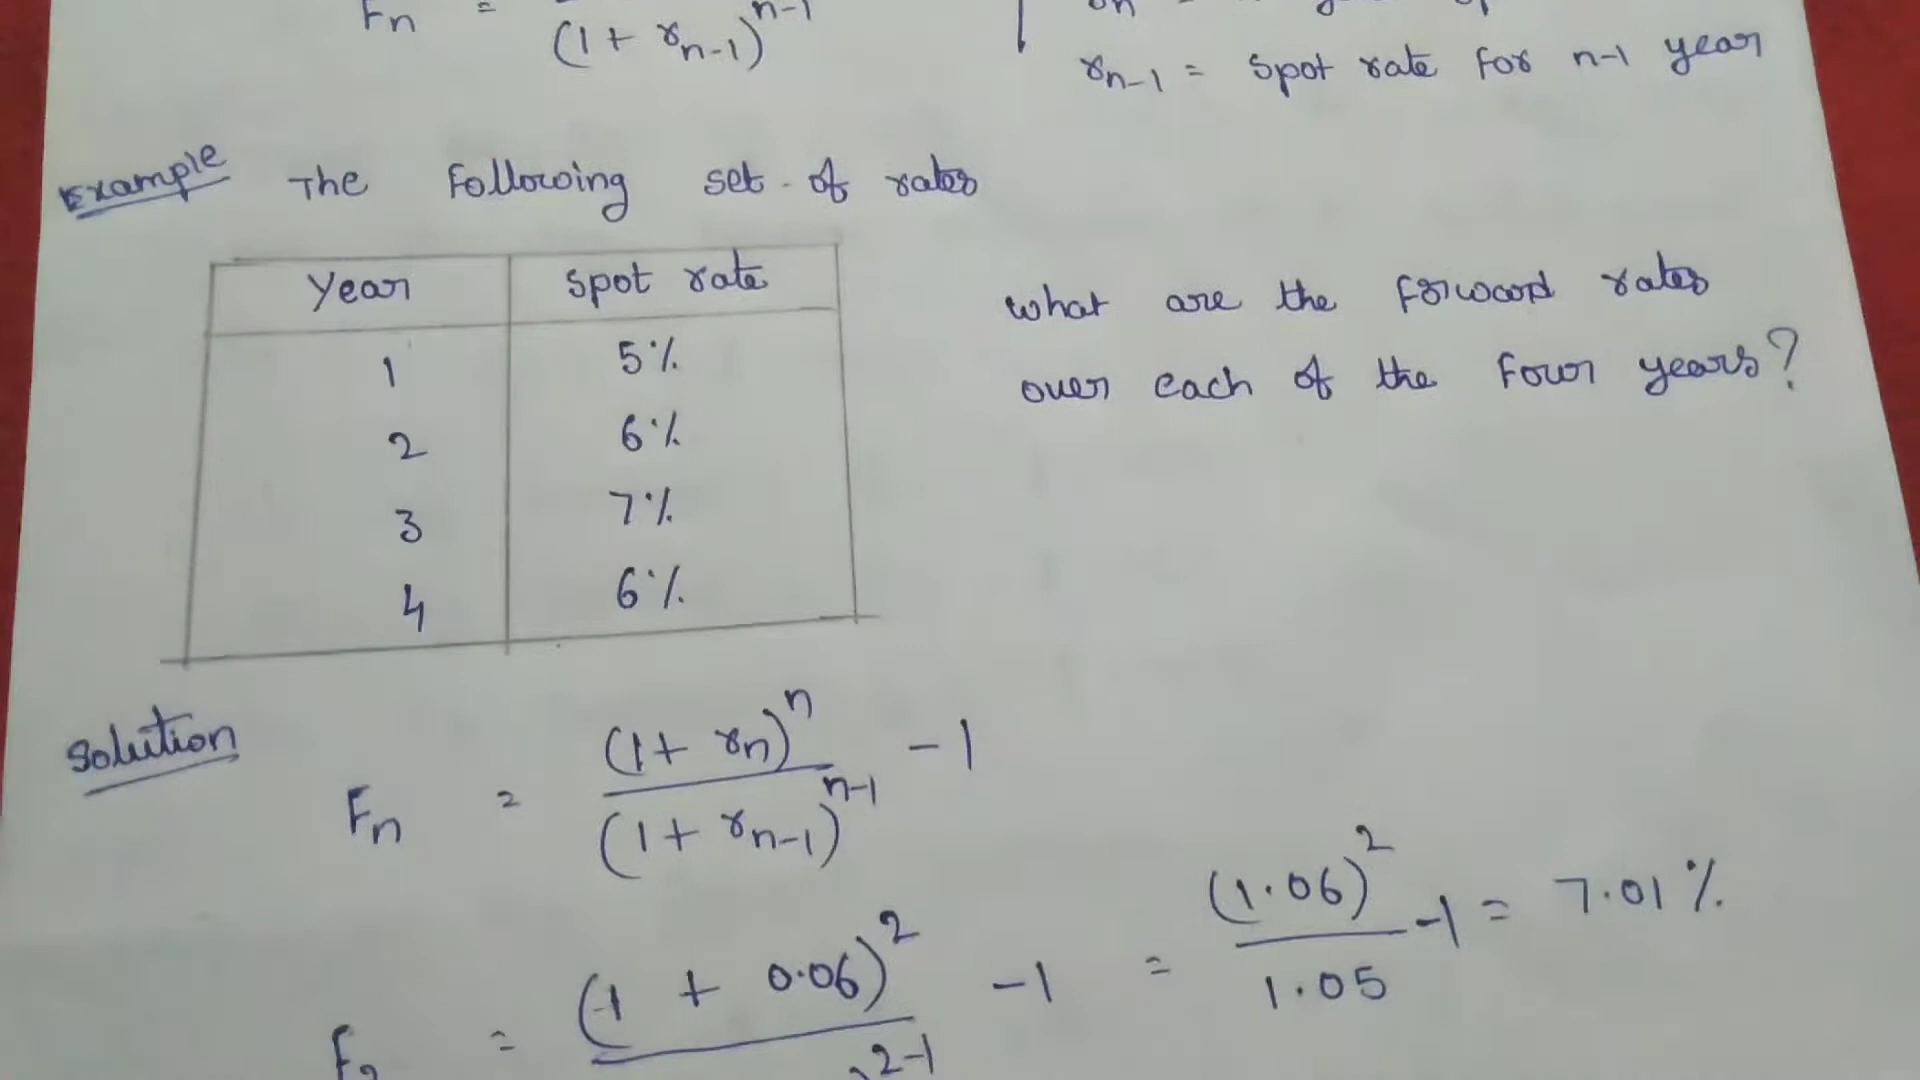 Fn = (1 + rn-1)^n-1
rn-1 = spot rate for n-1 year
Example The following set of rates
Year spot rate
1 5%
2 6%
3 7%
4 6%
what are the forward rates
over each of the four years?
Solution
Fn = (1 + rn)^n / (1 + rn-1)^n-1 - 1
F2 = (1 + 0.06)^2 / 2-1 - 1 = (1.06)^2 / 1.05 - 1 = 7.01%